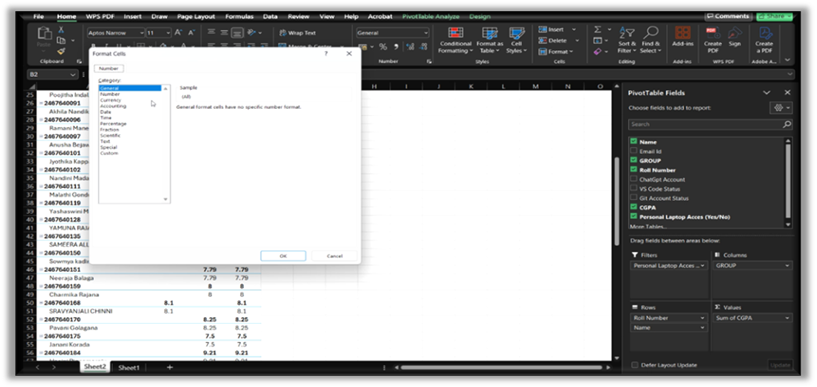 File Home WPS PDF Insert Draw Page Layout Formulas Data Review View Help Acrobat PivotTable Analyze Design Comments Share
Aptos Narrow 11 Wrap Text General
Paste
Conditional Formatting Format as Table Cell Styles
Insert
Delete
Format
Sort & Filter Find & Select
Add-ins
Create PDF Sign
Create a PDF
Clipboard Number Styles Cells Editing Add-ins WPS PDF Adobe A...
B2
Format Cells
Number
Category:
General
Number
Currency
Accounting
Date
Time
Percentage
Fraction
Scientific
Text
Special
Custom
Sample
(All)
General format cells have no specific number format.
OK Cancel
H I J K L M N O
25 Poojitha Indal
26 2467640091
27 Akhila Nandik
28 2467640096
29 Ramani Mane
30 2467640097
31 Anusha Bejaw
32 2467640101
33 Jyothika Kapp
34 2467640102
35 Nandini Mada
36 2467640111
37 Malathi Gond
38 2467640119
39 Yashaswini M
40 2467640128
41 YAMUNA RAJA
42 2467640135
43 SAMEERA ALL
44 2467640150
45 Sowmya kadi
46 2467640151 7.79 7.79
47 Neeraja Balaga 7.79 7.79
48 2467640159 8 8
49 Charmika Rajana 8 8
50 2467640168 8.1 8.1
51 SRAVYANJALI CHINNI 8.1 8.1
52 2467640170 8.25 8.25
53 Pavani Golagana 8.25 8.25
54 2467640175 7.5 7.5
55 Janani Korada 7.5 7.5
56 2467640184 9.21 9.21
Sheet2 Sheet1 +
PivotTable Fields
Choose fields to add to report:
Search
Name
Email Id
GROUP
Roll Number
ChatGpt Account
VS Code Status
Git Account Status
CGPA
Personal Laptop Acces (Yes/No)
More Tables...
Drag fields between areas below:
Filters Columns
Personal Laptop Acces ... GROUP
Rows Values
Roll Number Sum of CGPA
Name
Defer Layout Update Update